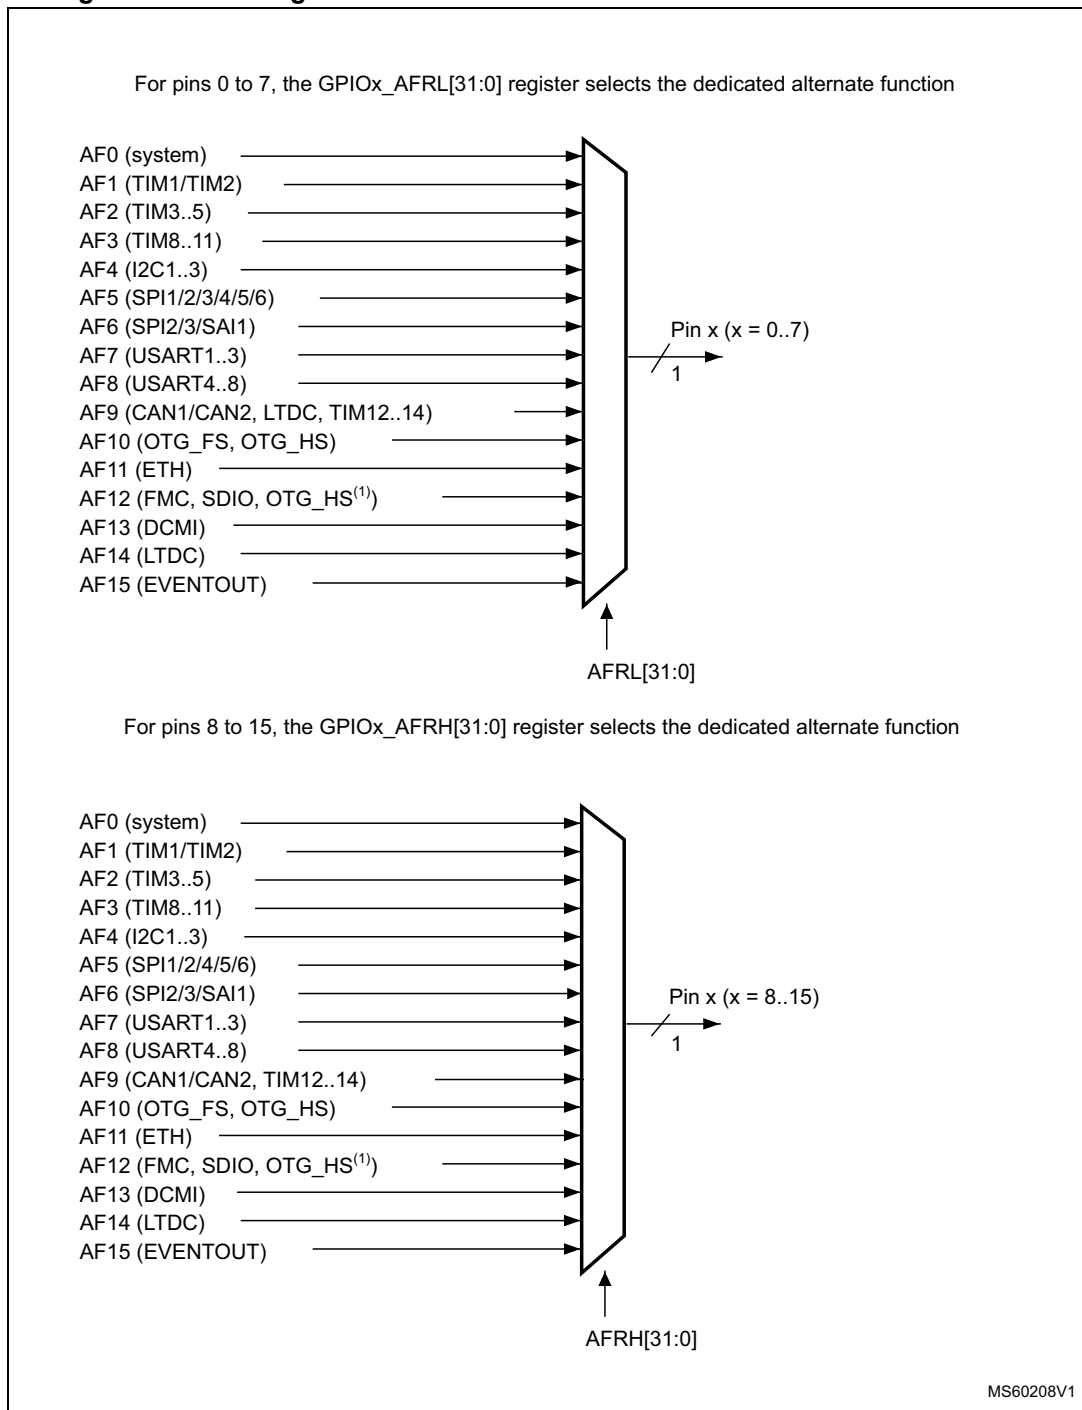 For pins 0 to 7, the GPIOx_AFRL[31:0] register selects the dedicated alternate function
AF0 (system)
AF1 (TIM1/TIM2)
AF2 (TIM3..5)
AF3 (TIM8..11)
AF4 (I2C1..3)
AF5 (SPI1/2/3/4/5/6)
AF6 (SPI2/3/SAI1)
AF7 (USART1..3)
AF8 (USART4..8)
AF9 (CAN1/CAN2, LTDC, TIM12..14)
AF10 (OTG_FS, OTG_HS)
AF11 (ETH)
AF12 (FMC, SDIO, OTG_HS(1))
AF13 (DCMI)
AF14 (LTDC)
AF15 (EVENTOUT)
Pin x (x = 0..7)
1
AFRL[31:0]
For pins 8 to 15, the GPIOx_AFRH[31:0] register selects the dedicated alternate function
AF0 (system)
AF1 (TIM1/TIM2)
AF2 (TIM3..5)
AF3 (TIM8..11)
AF4 (I2C1..3)
AF5 (SPI1/2/4/5/6)
AF6 (SPI2/3/SAI1)
AF7 (USART1..3)
AF8 (USART4..8)
AF9 (CAN1/CAN2, TIM12..14)
AF10 (OTG_FS, OTG_HS)
AF11 (ETH)
AF12 (FMC, SDIO, OTG_HS(1))
AF13 (DCMI)
AF14 (LTDC)
AF15 (EVENTOUT)
Pin x (x = 8..15)
1
AFRH[31:0]
MS60208V1